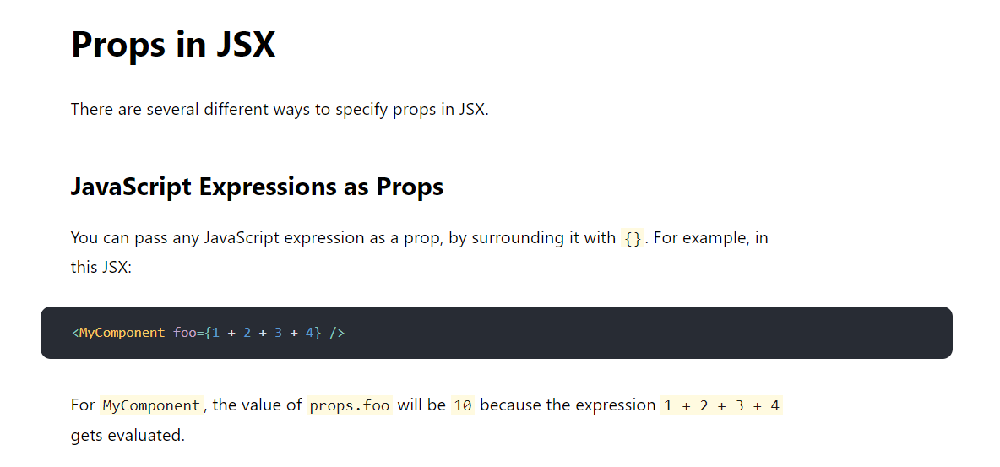 Props in JSX
There are several different ways to specify props in JSX.
JavaScript Expressions as Props
You can pass any JavaScript expression as a prop, by surrounding it with {}. For example, in
this JSX:
<MyComponent foo={1 + 2 + 3 + 4} />
For MyComponent, the value of props.foo will be 10 because the expression 1 + 2 + 3 + 4
gets evaluated.